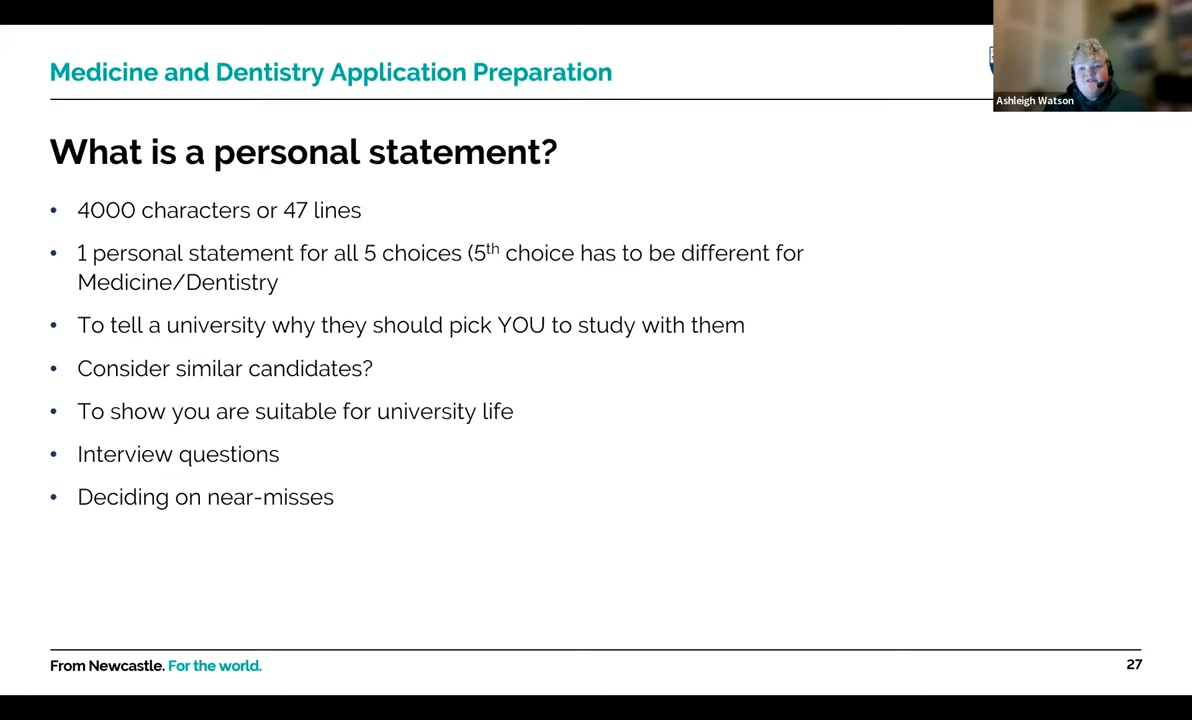 Medicine and Dentistry Application Preparation
Ashleigh Watson
What is a personal statement?
• 4000 characters or 47 lines
• 1 personal statement for all 5 choices (5th choice has to be different for
Medicine/Dentistry
• To tell a university why they should pick YOU to study with them
• Consider similar candidates?
• To show you are suitable for university life
• Interview questions
• Deciding on near-misses
From Newcastle. For the world.
27